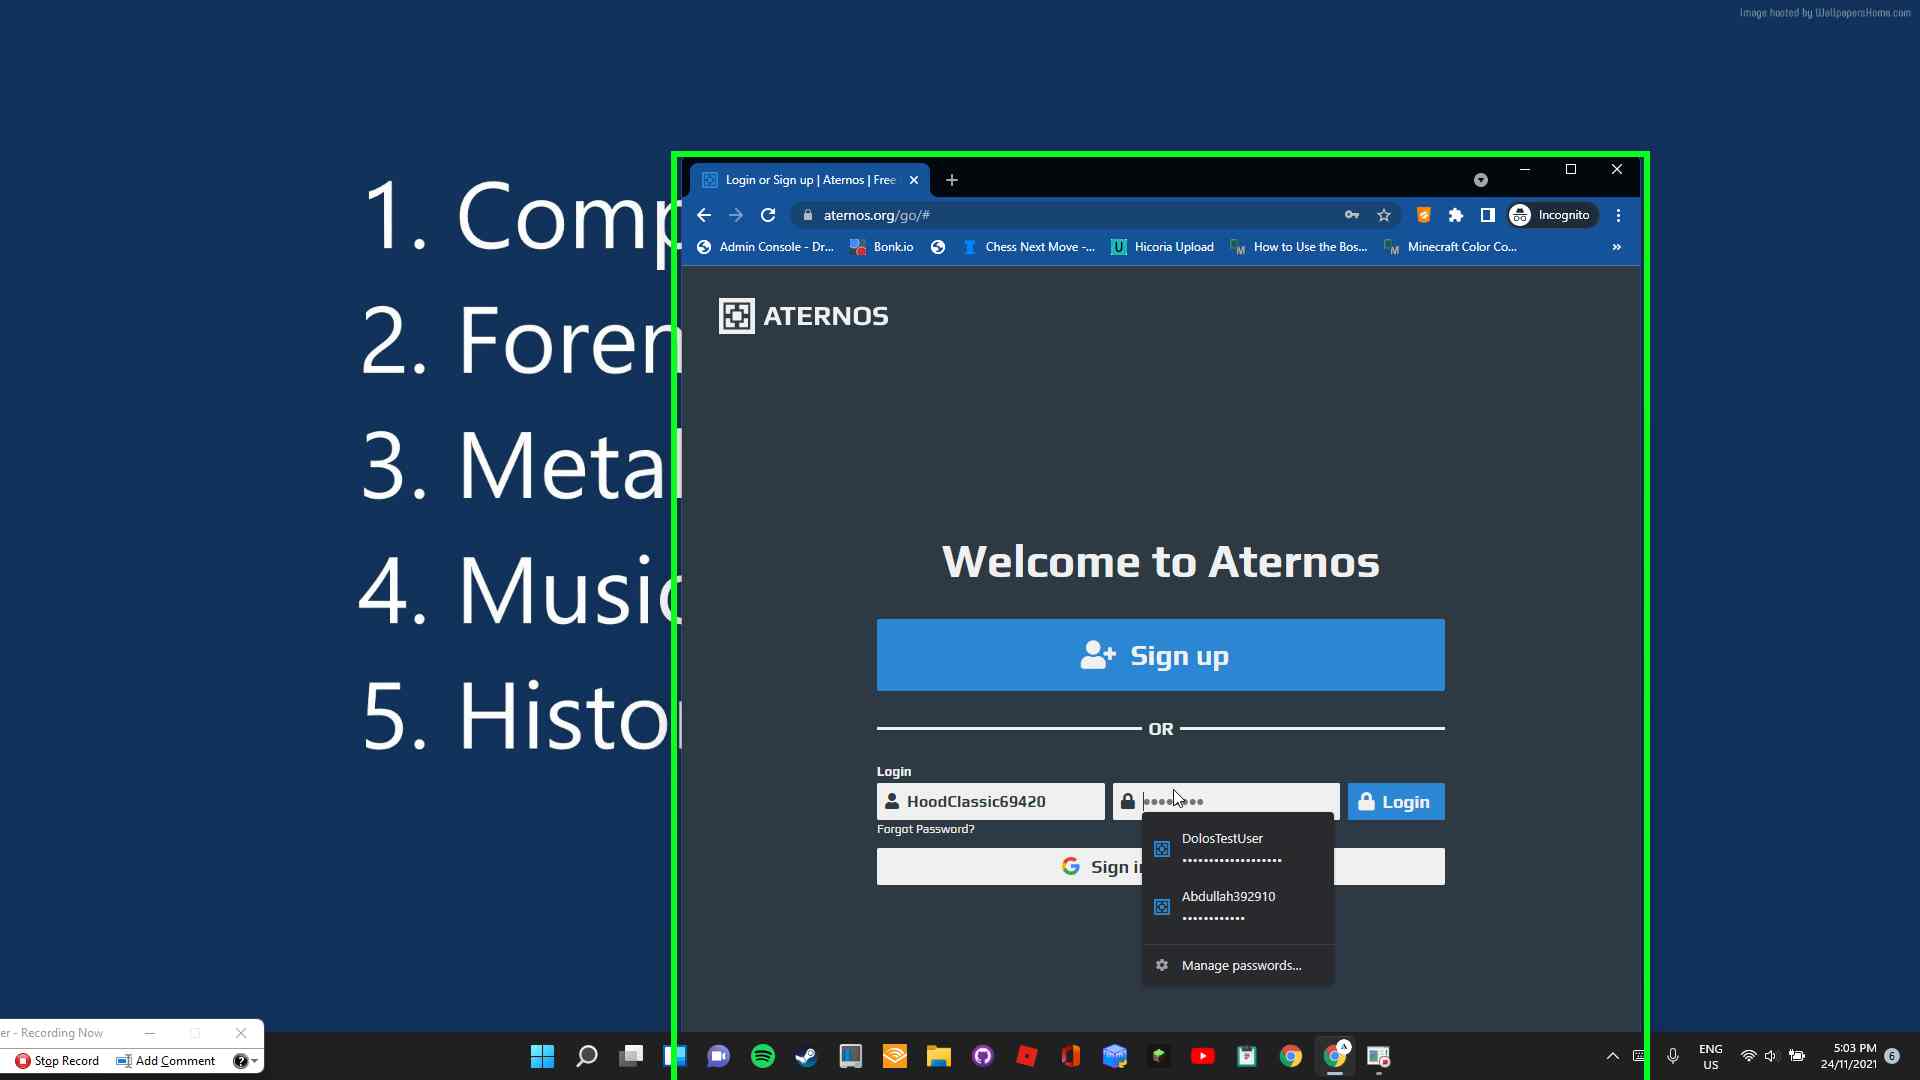 Image hosted by WallpapersHome.com
1. Comp
2. Foren
3. Metal
4. Music
5. Histor
Login or Sign up | Aternos | Free
aternos.org/go/#
Incognito
Admin Console - Dr...
Bonk.io
Chess Next Move -...
Hicoria Upload
How to Use the Bos...
Minecraft Color Co...
»
ATERNOS
Welcome to Aternos
Sign up
OR
Login
HoodClassic69420
Login
Forgot Password?
Sign in
DolosTestUser
Abdullah392910
Manage passwords...
er - Recording Now
Stop Record
Add Comment
ENG
US
5:03 PM
24/11/2021
6